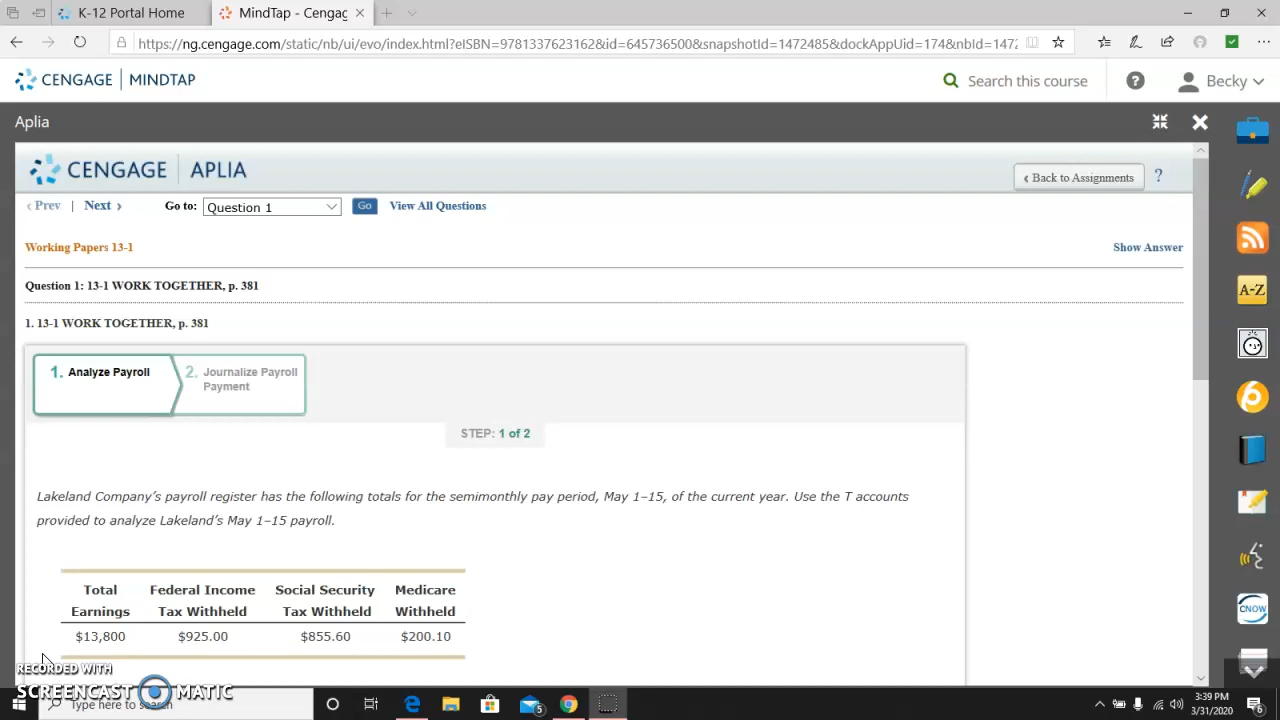 K-12 Portal Home
MindTap - Cengag
https://ng.cengage.com/static/nb/ui/evo/index.html?eISBN=9781337623162&id=645736500&snapshotId=1472485&dockAppUid=174&nbId=1472
CENGAGE | MINDTAP
Search this course
Becky
Aplia
CENGAGE | APLIA
‹ Back to Assignments
?
‹ Prev | Next ›
Go to: Question 1
Go
View All Questions
Working Papers 13-1
Show Answer
Question 1: 13-1 WORK TOGETHER, p. 381
1. 13-1 WORK TOGETHER, p. 381
1. Analyze Payroll
2. Journalize Payroll
Payment
STEP: 1 of 2
Lakeland Company's payroll register has the following totals for the semimonthly pay period, May 1–15, of the current year. Use the T accounts
provided to analyze Lakeland's May 1–15 payroll.
Total Federal Income Social Security Medicare
Earnings Tax Withheld Tax Withheld Withheld
$13,800 $925.00 $855.60 $200.10
A-Z
CNOW
RECORDED WITH
SCREENCAST MATIC
Type here to search
5
3:39 PM
3/31/2020
6